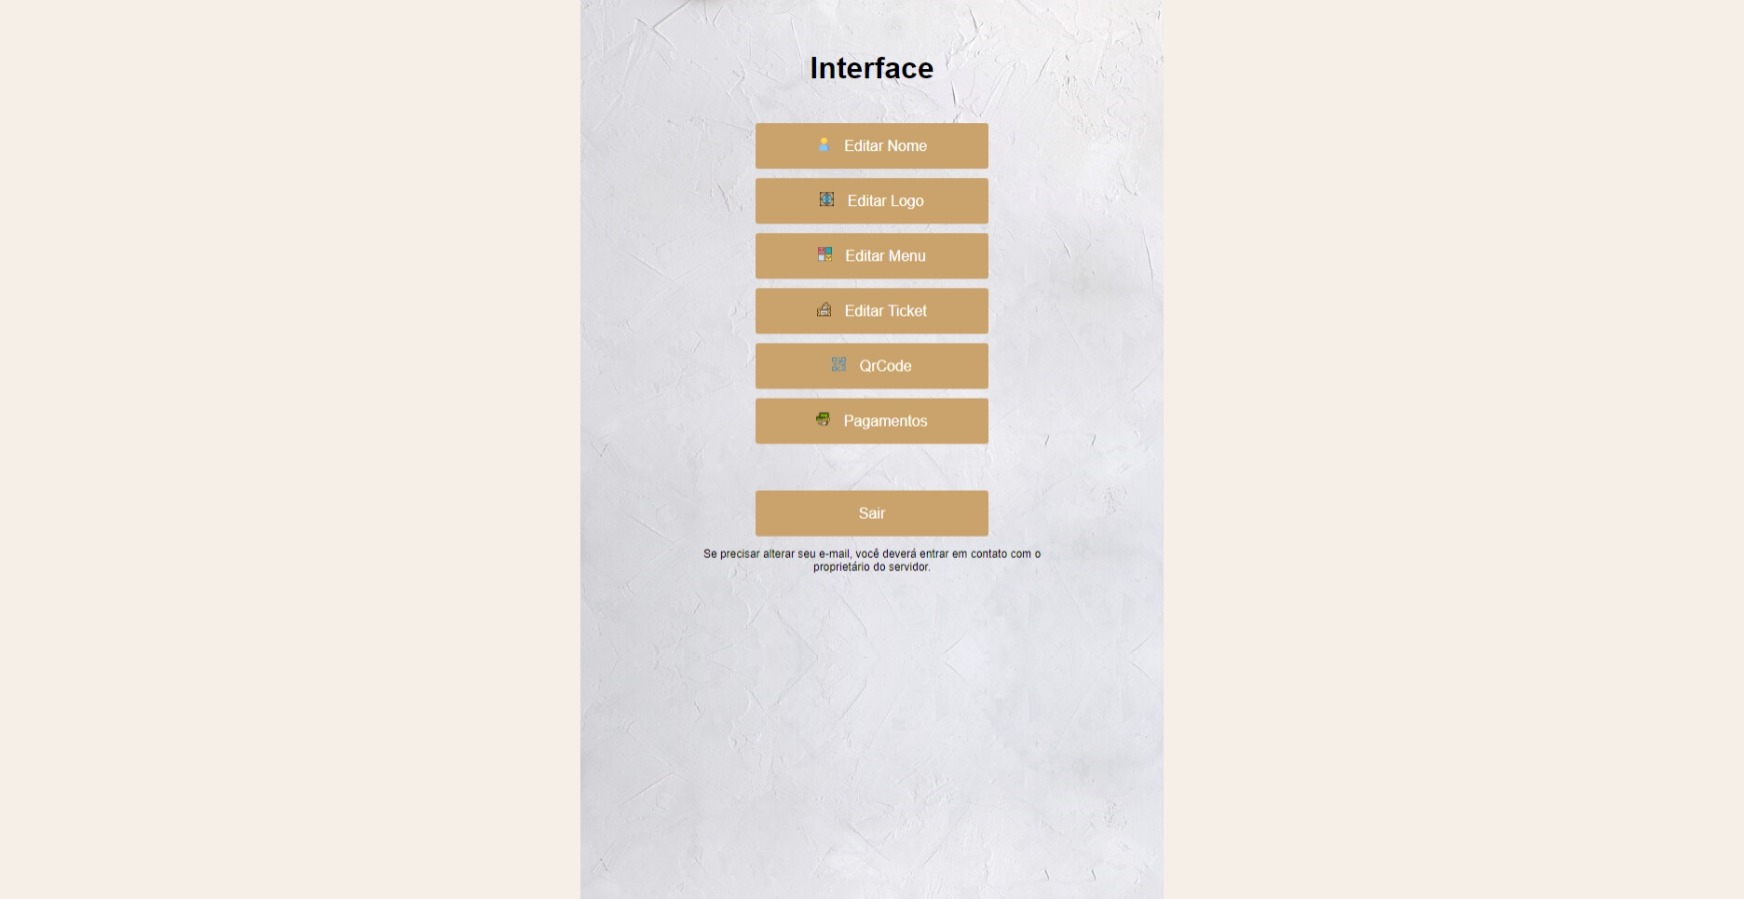 Interface
Editar Nome
Editar Logo
Editar Menu
Editar Ticket
QrCode
Pagamentos
Sair
Se precisar alterar seu e-mail, você deverá entrar em contato com o
proprietário do servidor.